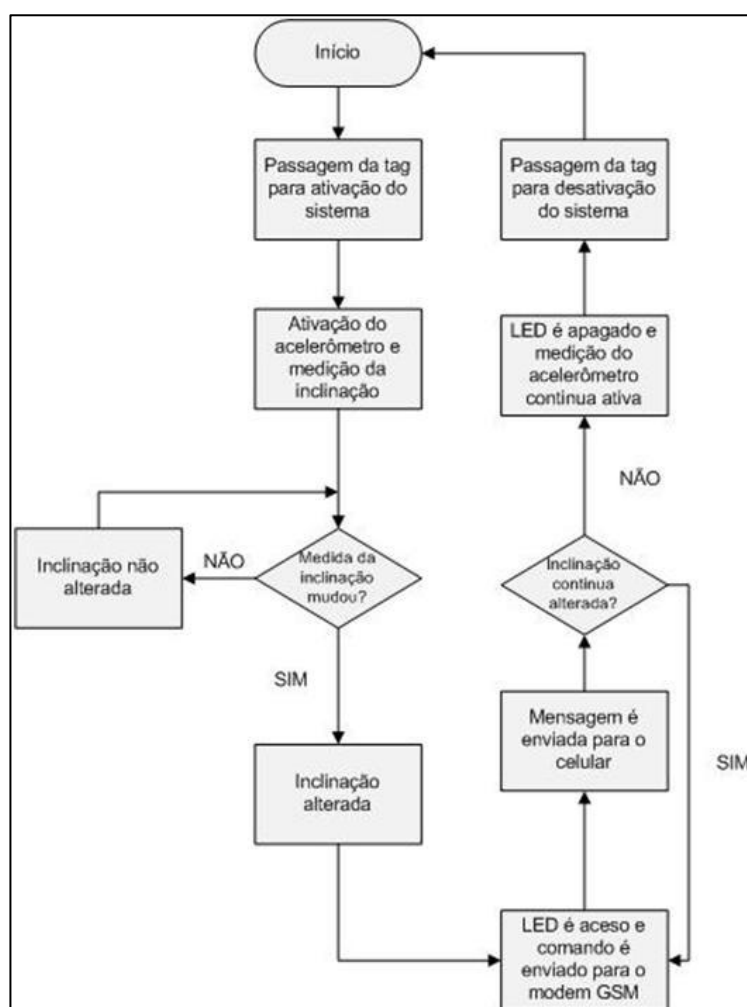 Início
Passagem da tag
para ativação do
sistema
Ativação do
acelerômetro e
medição da
inclinação
Medida da
inclinação
mudou?
NÃO
Inclinação não
alterada
SIM
Inclinação
alterada
LED é aceso e
comando é
enviado para o
modem GSM
Mensagem é
enviada para o
celular
Inclinação
continua
alterada?
SIM
NÃO
LED é apagado e
medição do
acelerômetro
continua ativa
Passagem da tag
para desativação
do sistema